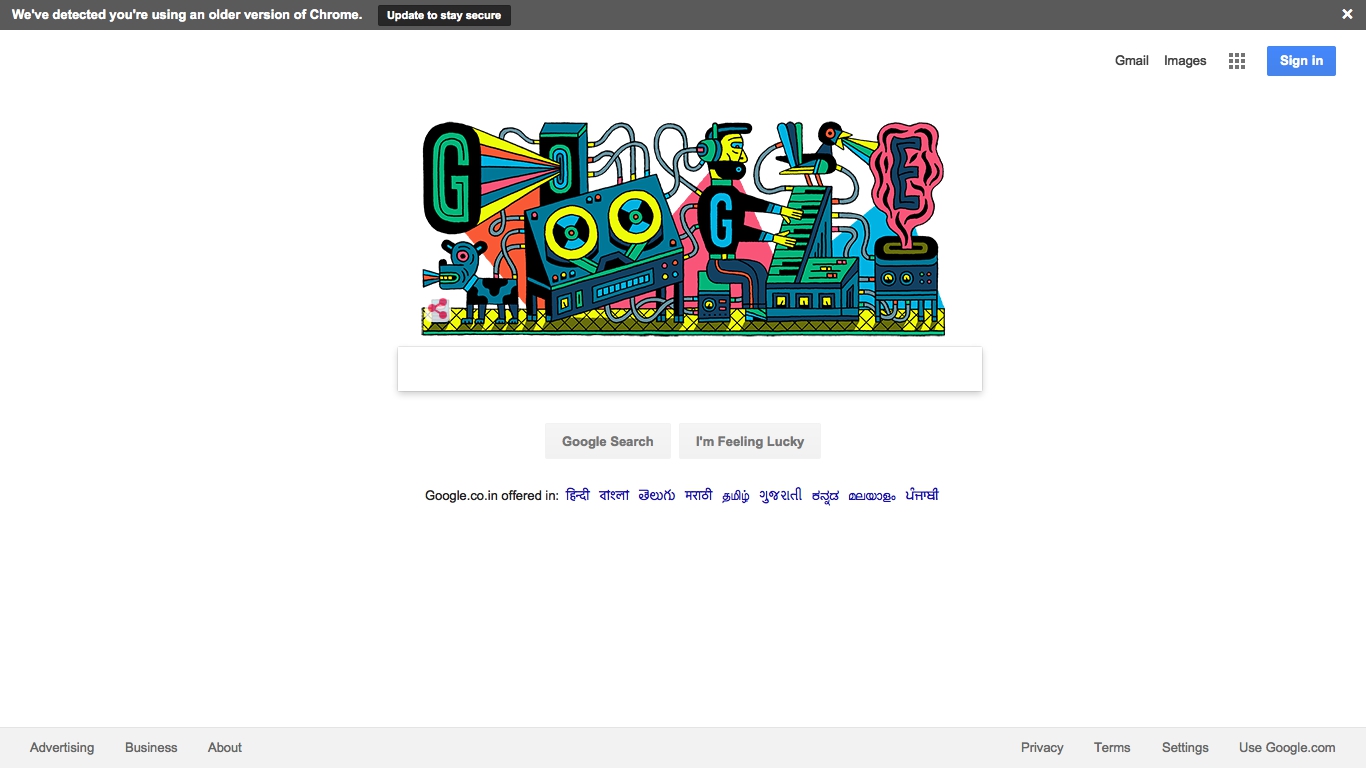 We've detected you're using an older version of Chrome. Update to stay secure
Gmail Images Sign in
G G E
G
Google Search I'm Feeling Lucky
Google.co.in offered in: हिन्दी বাংলা తెలుగు मराठी தமிழ் ગુજરાતી ಕನ್ನಡ മലയാളം ਪੰਜਾਬੀ
Advertising Business About Privacy Terms Settings Use Google.com